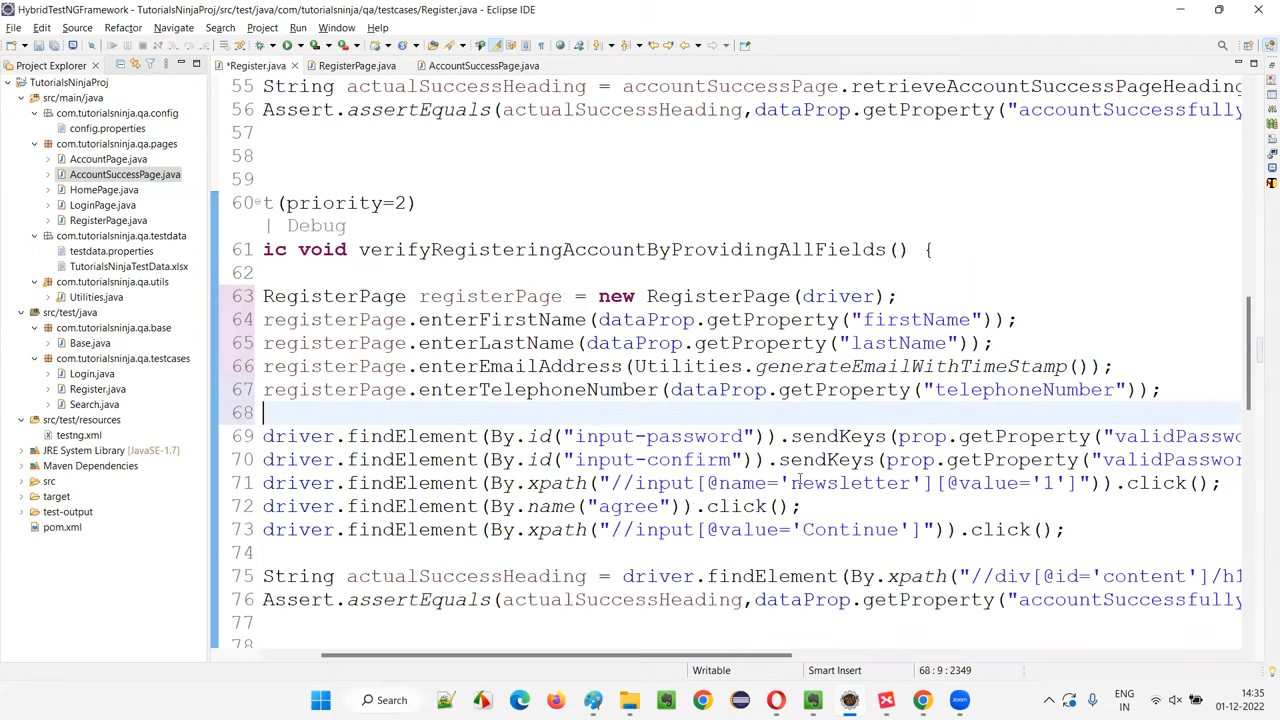 HybridTestNGFramework - TutorialsNinjaProj/src/test/java/com/tutorialsninja/qa/testcases/Register.java - Eclipse IDE
File Edit Source Refactor Navigate Search Project Run Window Help
Project Explorer
*Register.java RegisterPage.java AccountSuccessPage.java
TutorialsNinjaProj
src/main/java
com.tutorialsninja.qa.config
config.properties
com.tutorialsninja.qa.pages
AccountPage.java
AccountSuccessPage.java
HomePage.java
LoginPage.java
RegisterPage.java
com.tutorialsninja.qa.testdata
testdata.properties
TutorialsNinjaTestData.xlsx
com.tutorialsninja.qa.utils
Utilities.java
src/test/java
com.tutorialsninja.qa.base
Base.java
com.tutorialsninja.qa.testcases
Login.java
Register.java
Search.java
src/test/resources
testng.xml
JRE System Library [JavaSE-1.7]
Maven Dependencies
src
target
test-output
pom.xml
55 String actualSuccessHeading = accountSuccessPage.retrieveAccountSuccessPageHeading
56 Assert.assertEquals(actualSuccessHeading,dataProp.getProperty("accountSuccessfully
57
58
59
60 t(priority=2)
| Debug
61 ic void verifyRegisteringAccountByProvidingAllFields() {
62
63 RegisterPage registerPage = new RegisterPage(driver);
64 registerPage.enterFirstName(dataProp.getProperty("firstName"));
65 registerPage.enterLastName(dataProp.getProperty("lastName"));
66 registerPage.enterEmailAddress(Utilities.generateEmailWithTimeStamp());
67 registerPage.enterTelephoneNumber(dataProp.getProperty("telephoneNumber"));
68
69 driver.findElement(By.id("input-password")).sendKeys(prop.getProperty("validPasswo
70 driver.findElement(By.id("input-confirm")).sendKeys(prop.getProperty("validPasswor
71 driver.findElement(By.xpath("//input[@name='newsletter'][@value='1']")).click();
72 driver.findElement(By.name("agree")).click();
73 driver.findElement(By.xpath("//input[@value='Continue']")).click();
74
75 String actualSuccessHeading = driver.findElement(By.xpath("//div[@id='content']/h1
76 Assert.assertEquals(actualSuccessHeading,dataProp.getProperty("accountSuccessfully
77
78
Writable Smart Insert 68 : 9 : 2349
Search
ENG
IN
14:35
01-12-2022